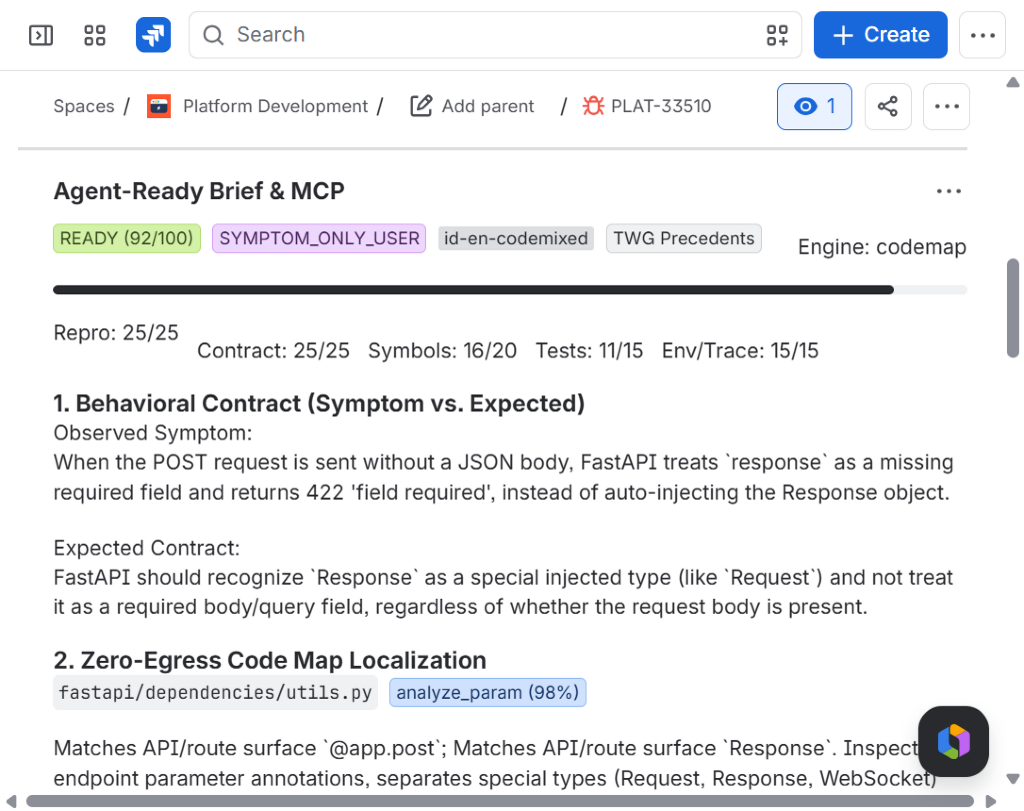 Search
Create
Spaces / Platform Development / Add parent / PLAT-33510
1
Agent-Ready Brief & MCP
READY (92/100) SYMPTOM_ONLY_USER id-en-codemixed TWG Precedents Engine: codemap
Repro: 25/25 Contract: 25/25 Symbols: 16/20 Tests: 11/15 Env/Trace: 15/15
1. Behavioral Contract (Symptom vs. Expected)
Observed Symptom:
When the POST request is sent without a JSON body, FastAPI treats `response` as a missing
required field and returns 422 'field required', instead of auto-injecting the Response object.
Expected Contract:
FastAPI should recognize `Response` as a special injected type (like `Request`) and not treat
it as a required body/query field, regardless of whether the request body is present.
2. Zero-Egress Code Map Localization
fastapi/dependencies/utils.py analyze_param (98%)
Matches API/route surface `@app.post`; Matches API/route surface `Response`. Inspect
endpoint parameter annotations, separates special types (Request, Response, WebSocket)